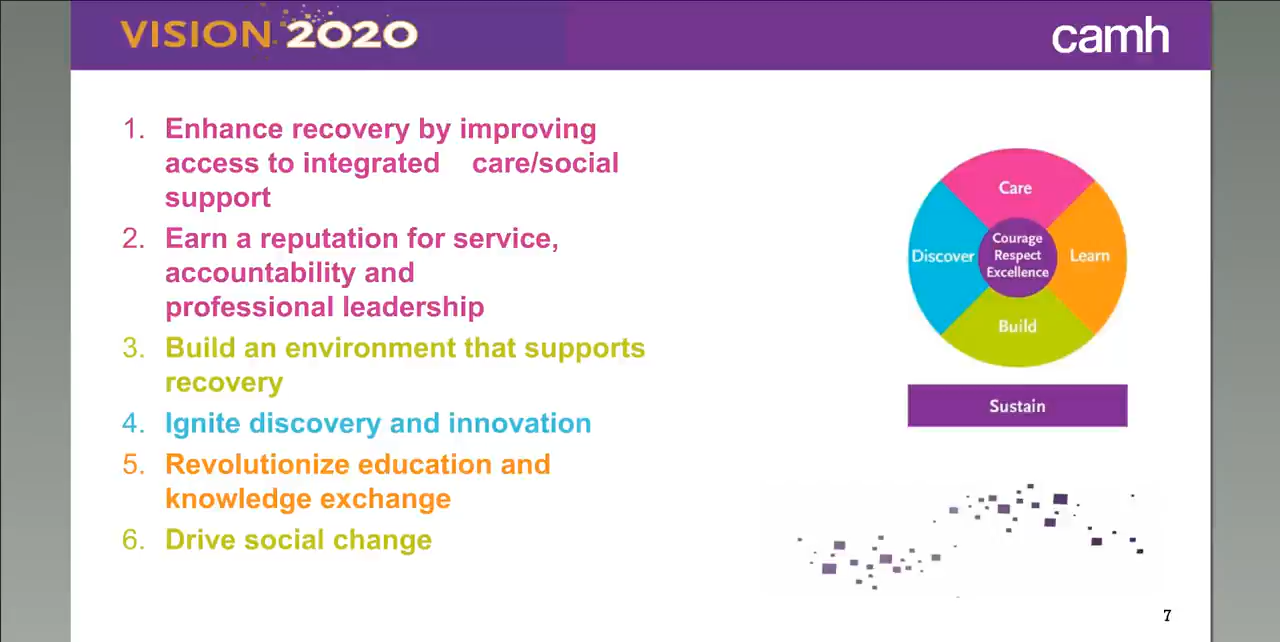 VISION 2020
camh
1. Enhance recovery by improving
access to integrated care/social
support
2. Earn a reputation for service,
accountability and
professional leadership
3. Build an environment that supports
recovery
4. Ignite discovery and innovation
5. Revolutionize education and
knowledge exchange
6. Drive social change
Care
Discover
Courage
Respect
Excellence
Learn
Build
Sustain
7